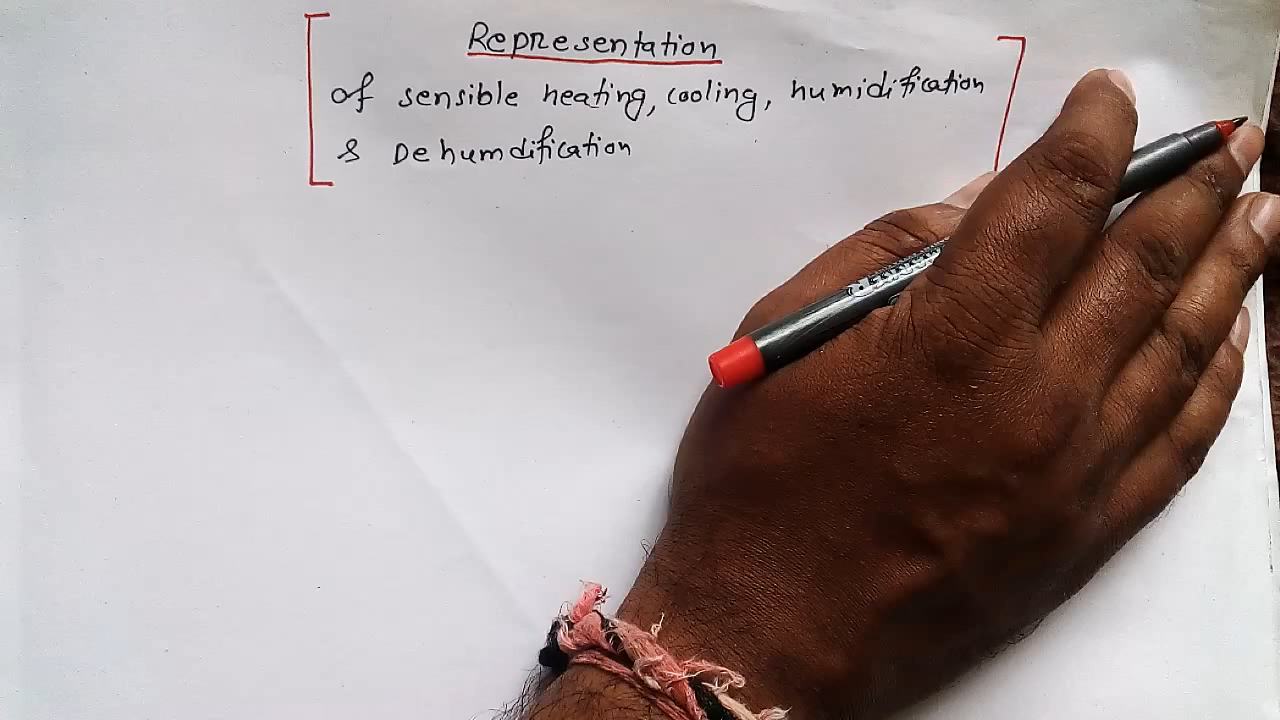 Representation
of sensible heating, cooling, humidification
& Dehumdification